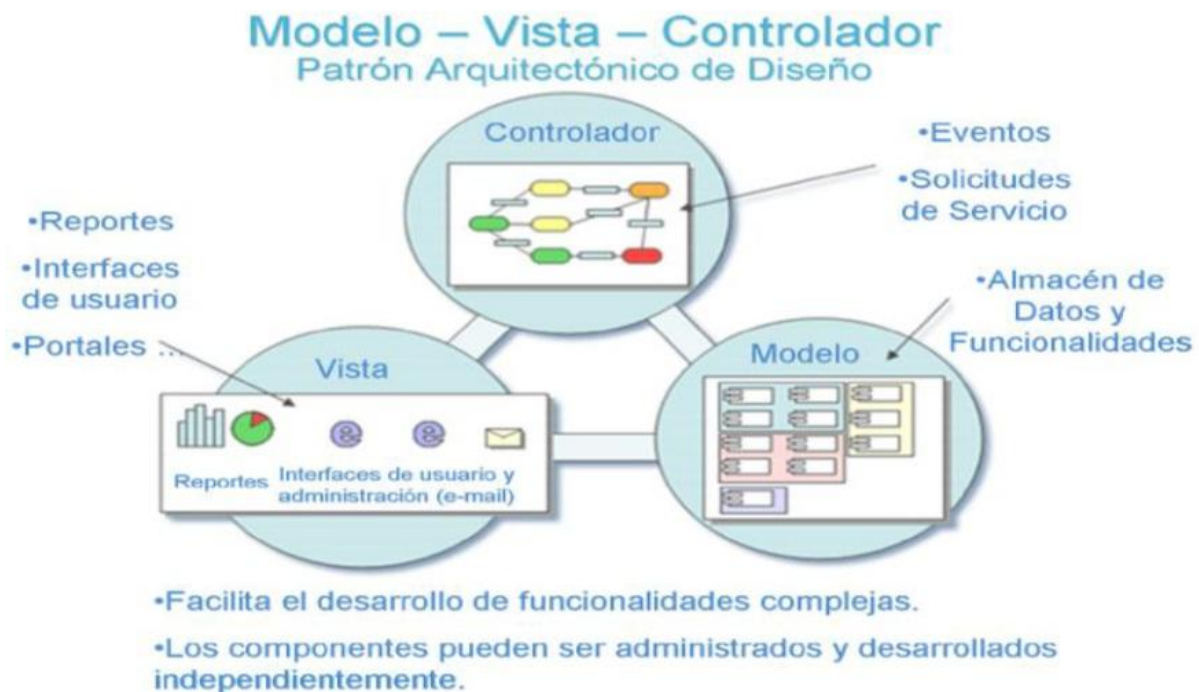 Modelo – Vista – Controlador
Patrón Arquitectónico de Diseño
Controlador
•Eventos
•Solicitudes
de Servicio
•Reportes
•Interfaces
de usuario
•Portales ...
•Almacén de
Datos y
Funcionalidades
Vista
Reportes
Interfaces de usuario y
administración (e-mail)
Modelo
•Facilita el desarrollo de funcionalidades complejas.
•Los componentes pueden ser administrados y desarrollados
independientemente.